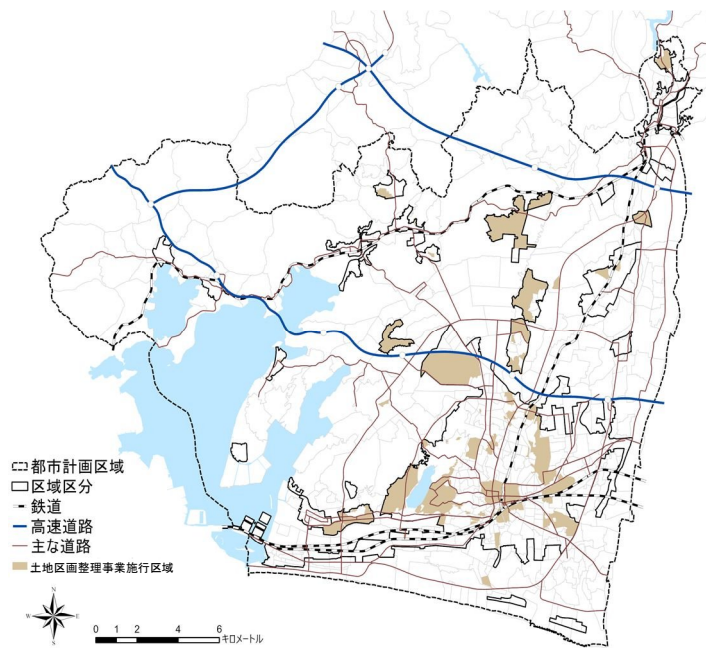 都市計画区域
区域区分
鉄道
高速道路
主な道路
土地区画整理事業施行区域
N
W E
S
0 1 2 4 6
キロメートル